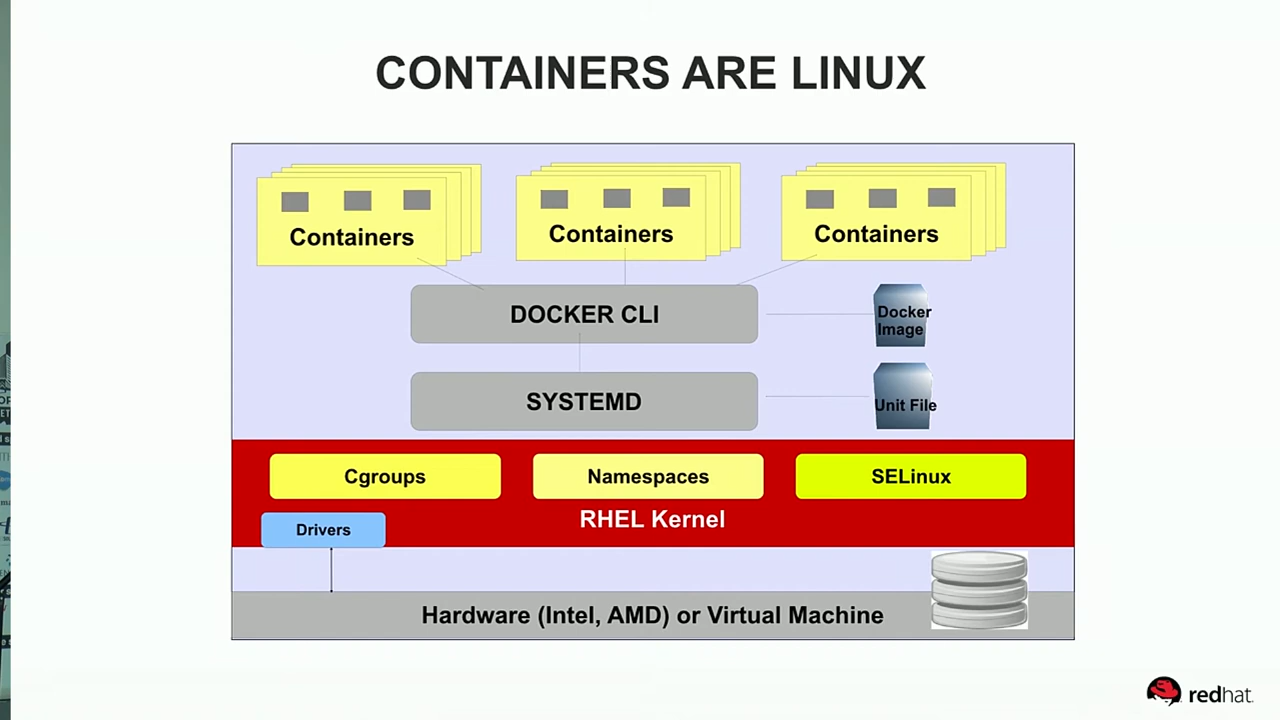 CONTAINERS ARE LINUX
Containers
Containers
Containers
DOCKER CLI
Docker
Image
SYSTEMD
Unit File
Cgroups
Namespaces
SELinux
RHEL Kernel
Drivers
Hardware (Intel, AMD) or Virtual Machine
redhat.